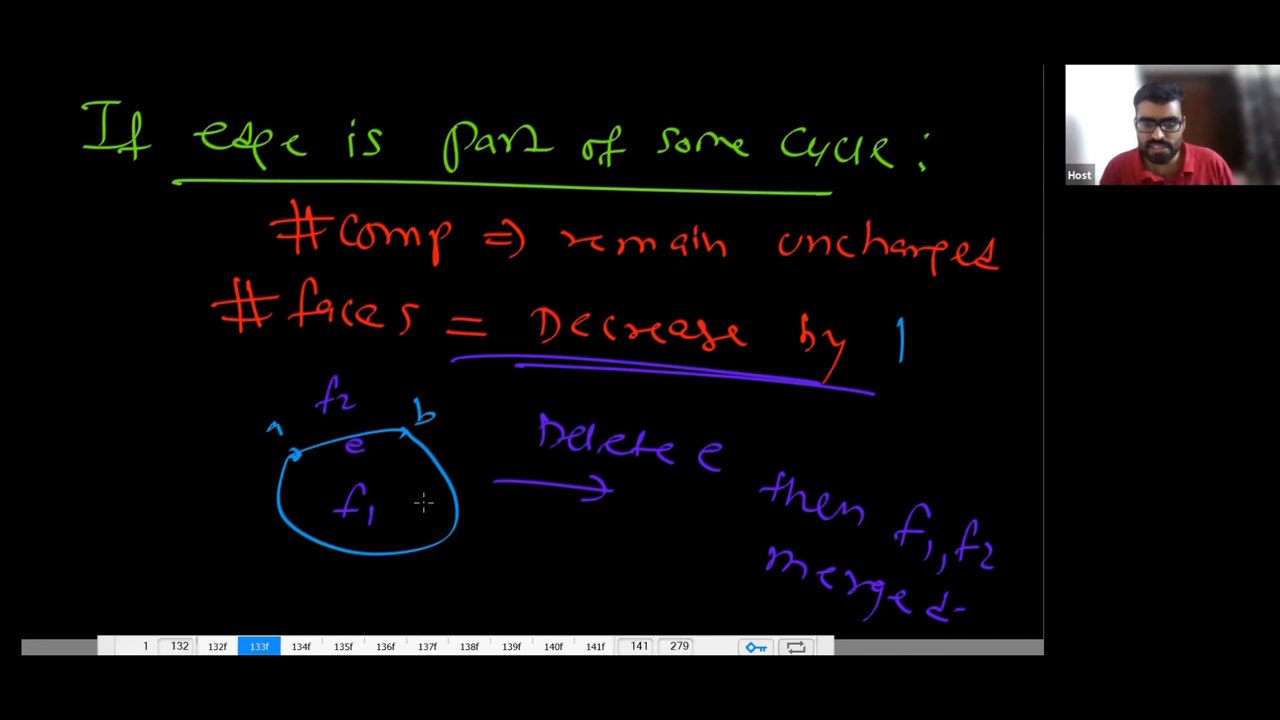 If edge is part of some cycle:
#comp ⇒ remain unchanges
#faces = Decrease by 1
f2
a b
e
f1
Delete e
then f1, f2
merged
Host
1 132 132f 133f 134f 135f 136f 137f 138f 139f 140f 141f 141 279